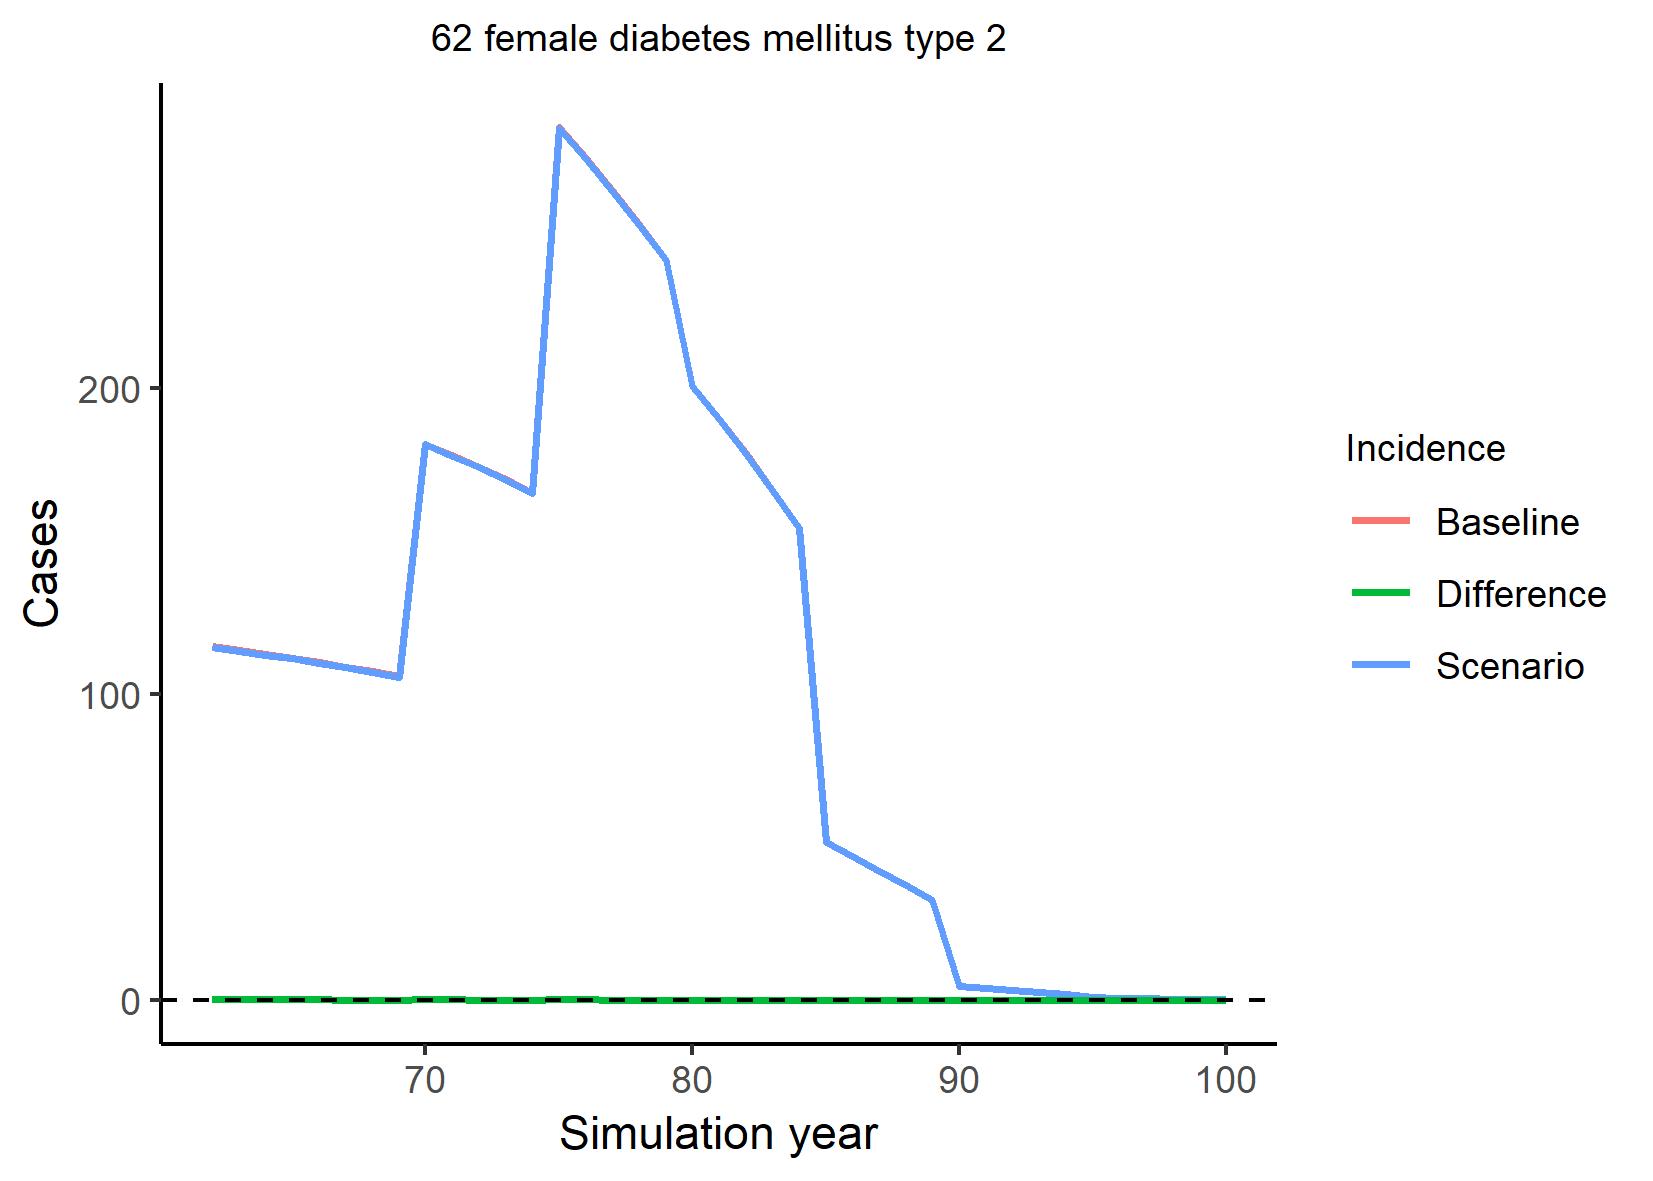 62 female diabetes mellitus type 2
Cases
200
100
0
70 80 90 100
Simulation year
Incidence
Baseline
Difference
Scenario